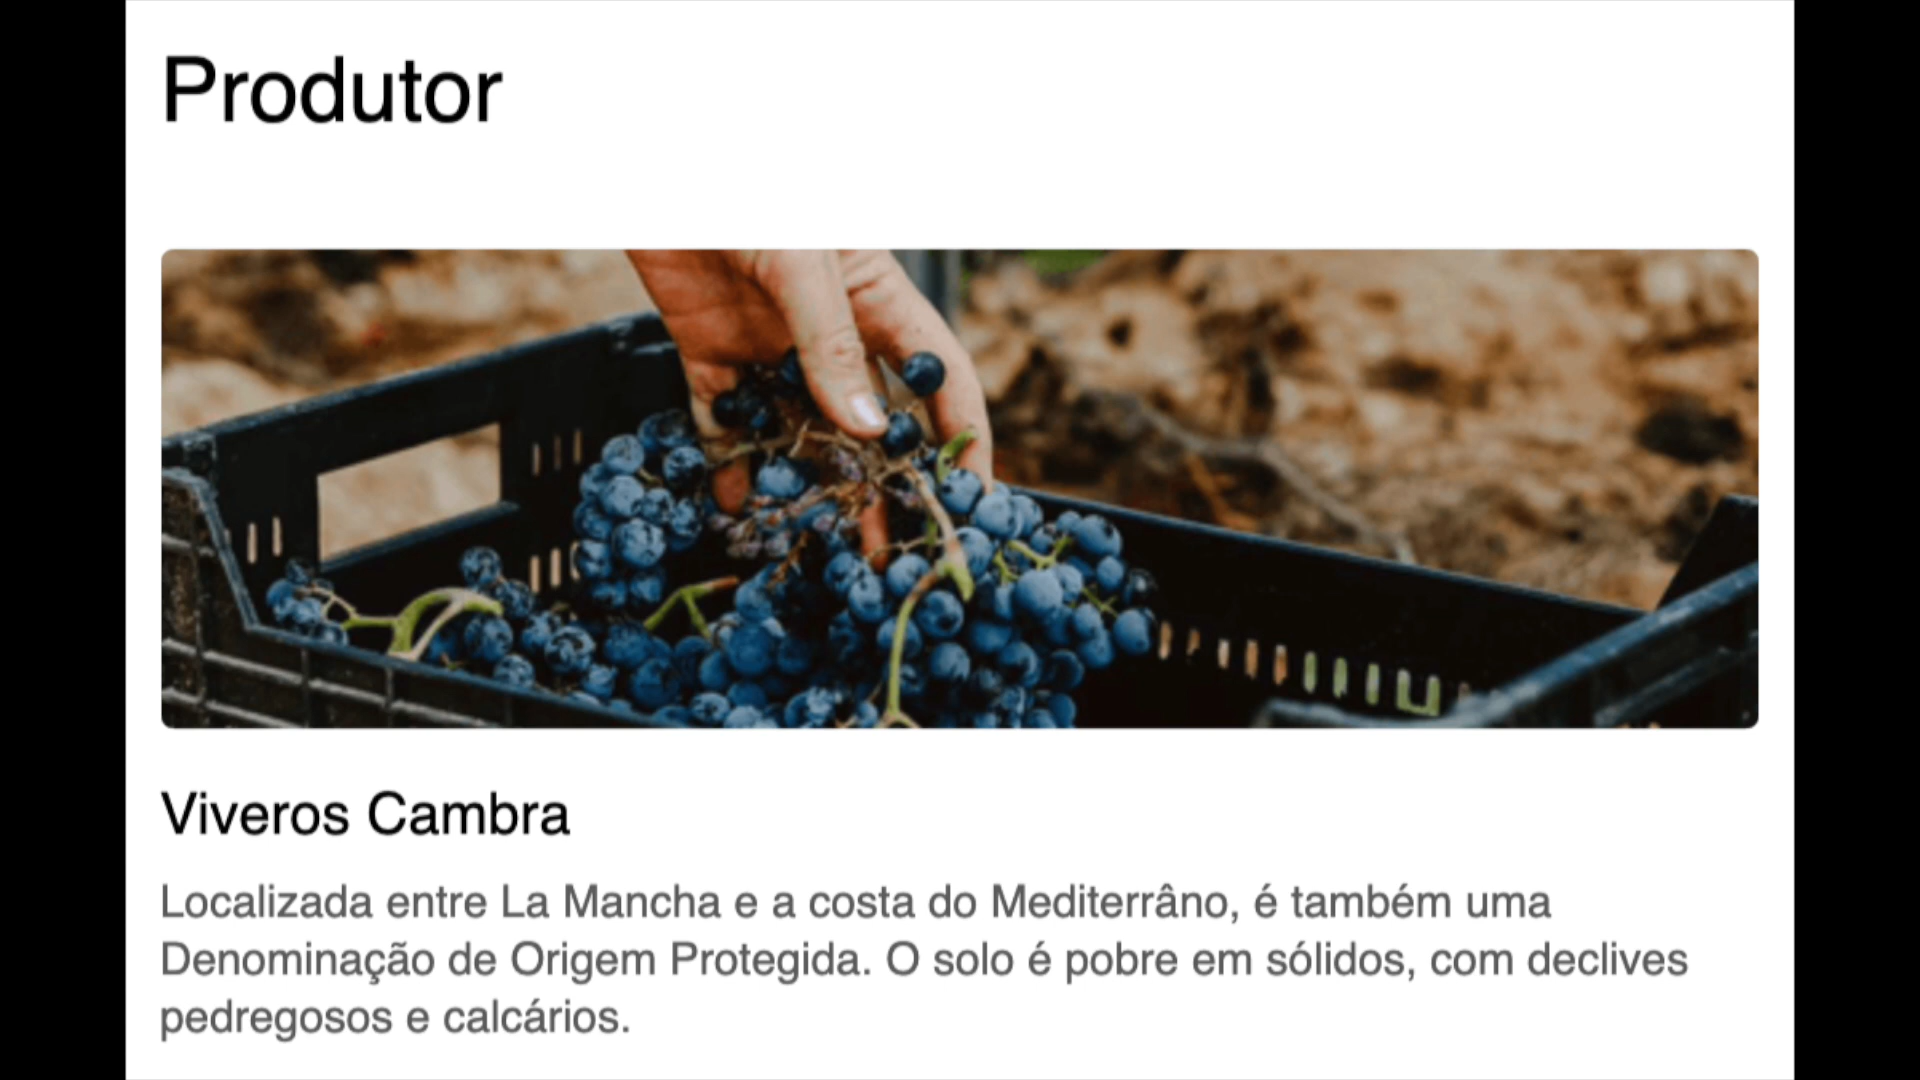 Produtor
Viveros Cambra
Localizada entre La Mancha e a costa do Mediterrâno, é também uma
Denominação de Origem Protegida. O solo é pobre em sólidos, com declives
pedregosos e calcários.